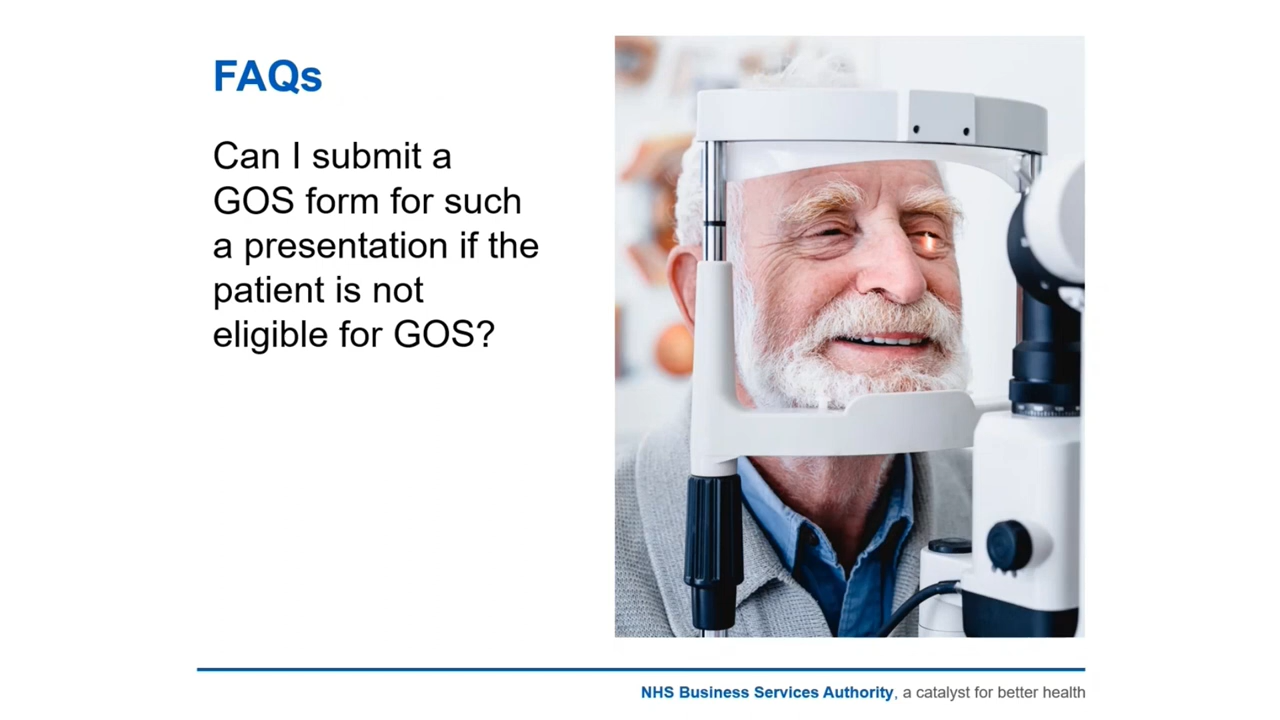 FAQs
Can I submit a
GOS form for such
a presentation if the
patient is not
eligible for GOS?
NHS Business Services Authority, a catalyst for better health